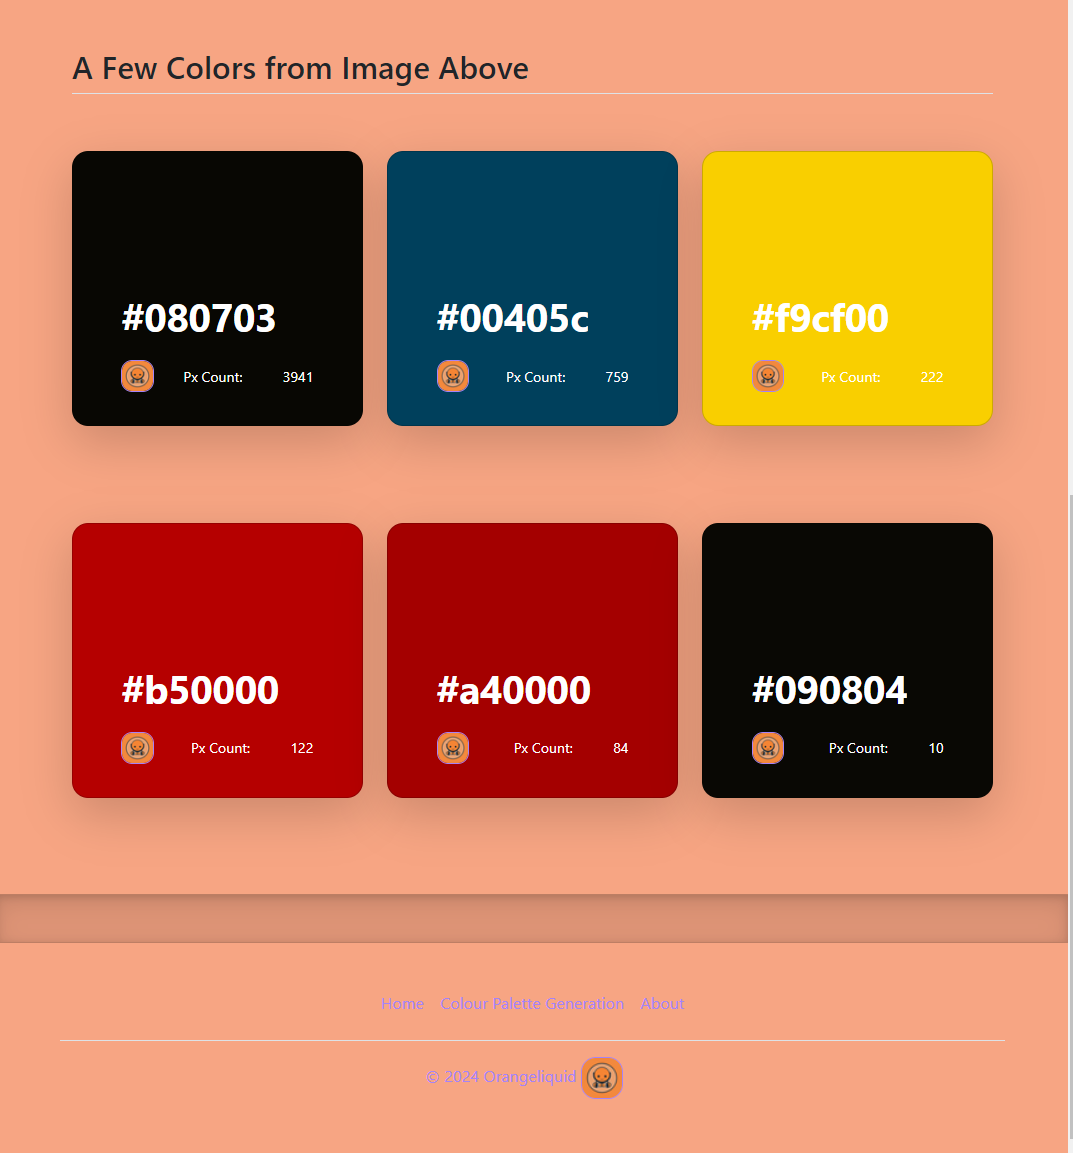 A Few Colors from Image Above
#080703
Px Count: 3941
#00405c
Px Count: 759
#f9cf00
Px Count: 222
#b50000
Px Count: 122
#a40000
Px Count: 84
#090804
Px Count: 10
Home Colour Palette Generation About
© 2024 Orangeliquid